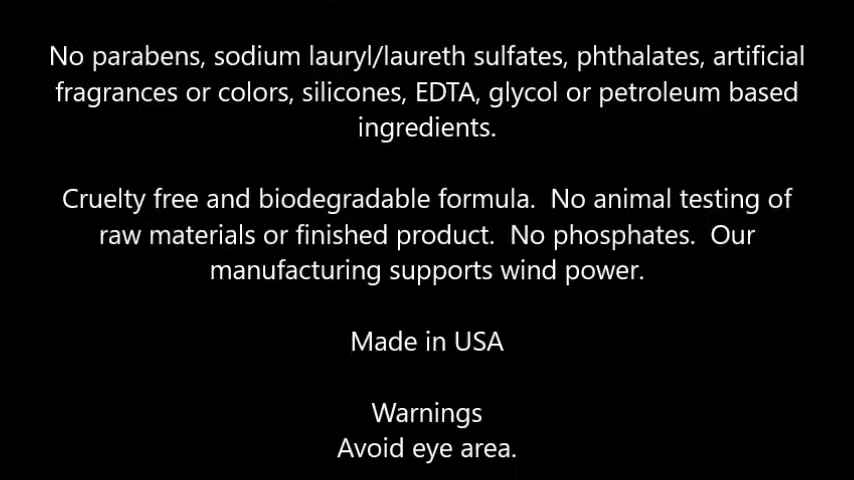 No parabens, sodium lauryl/laureth sulfates, phthalates, artificial
fragrances or colors, silicones, EDTA, glycol or petroleum based
ingredients.
Cruelty free and biodegradable formula.  No animal testing of
raw materials or finished product.  No phosphates.  Our
manufacturing supports wind power.
Made in USA
Warnings
Avoid eye area.